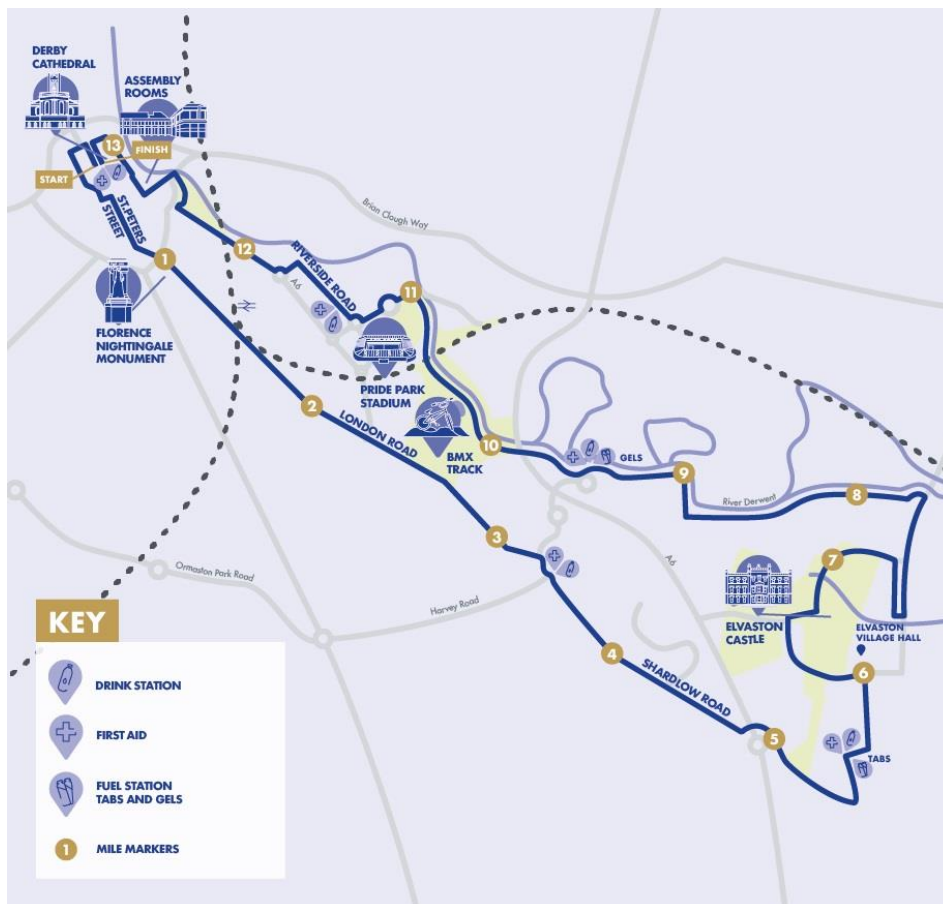 DERBY
CATHEDRAL
ASSEMBLY
ROOMS
13
FINISH
START
ST.PETERS
STREET
1
FLORENCE
NIGHTINGALE
MONUMENT
Brian Clough Way
12
RIVERSIDE ROAD
A6
11
PRIDE PARK
STADIUM
2
LONDON ROAD
BMX
TRACK
10
GELS
9
River Derwent
8
3
A6
7
Ormaston Park Road
Harvey Road
ELVASTON
CASTLE
ELVASTON
VILLAGE HALL
4
6
SHARDLOW ROAD
5
TABS
KEY
DRINK STATION
FIRST AID
FUEL STATION
TABS AND GELS
1
MILE MARKERS